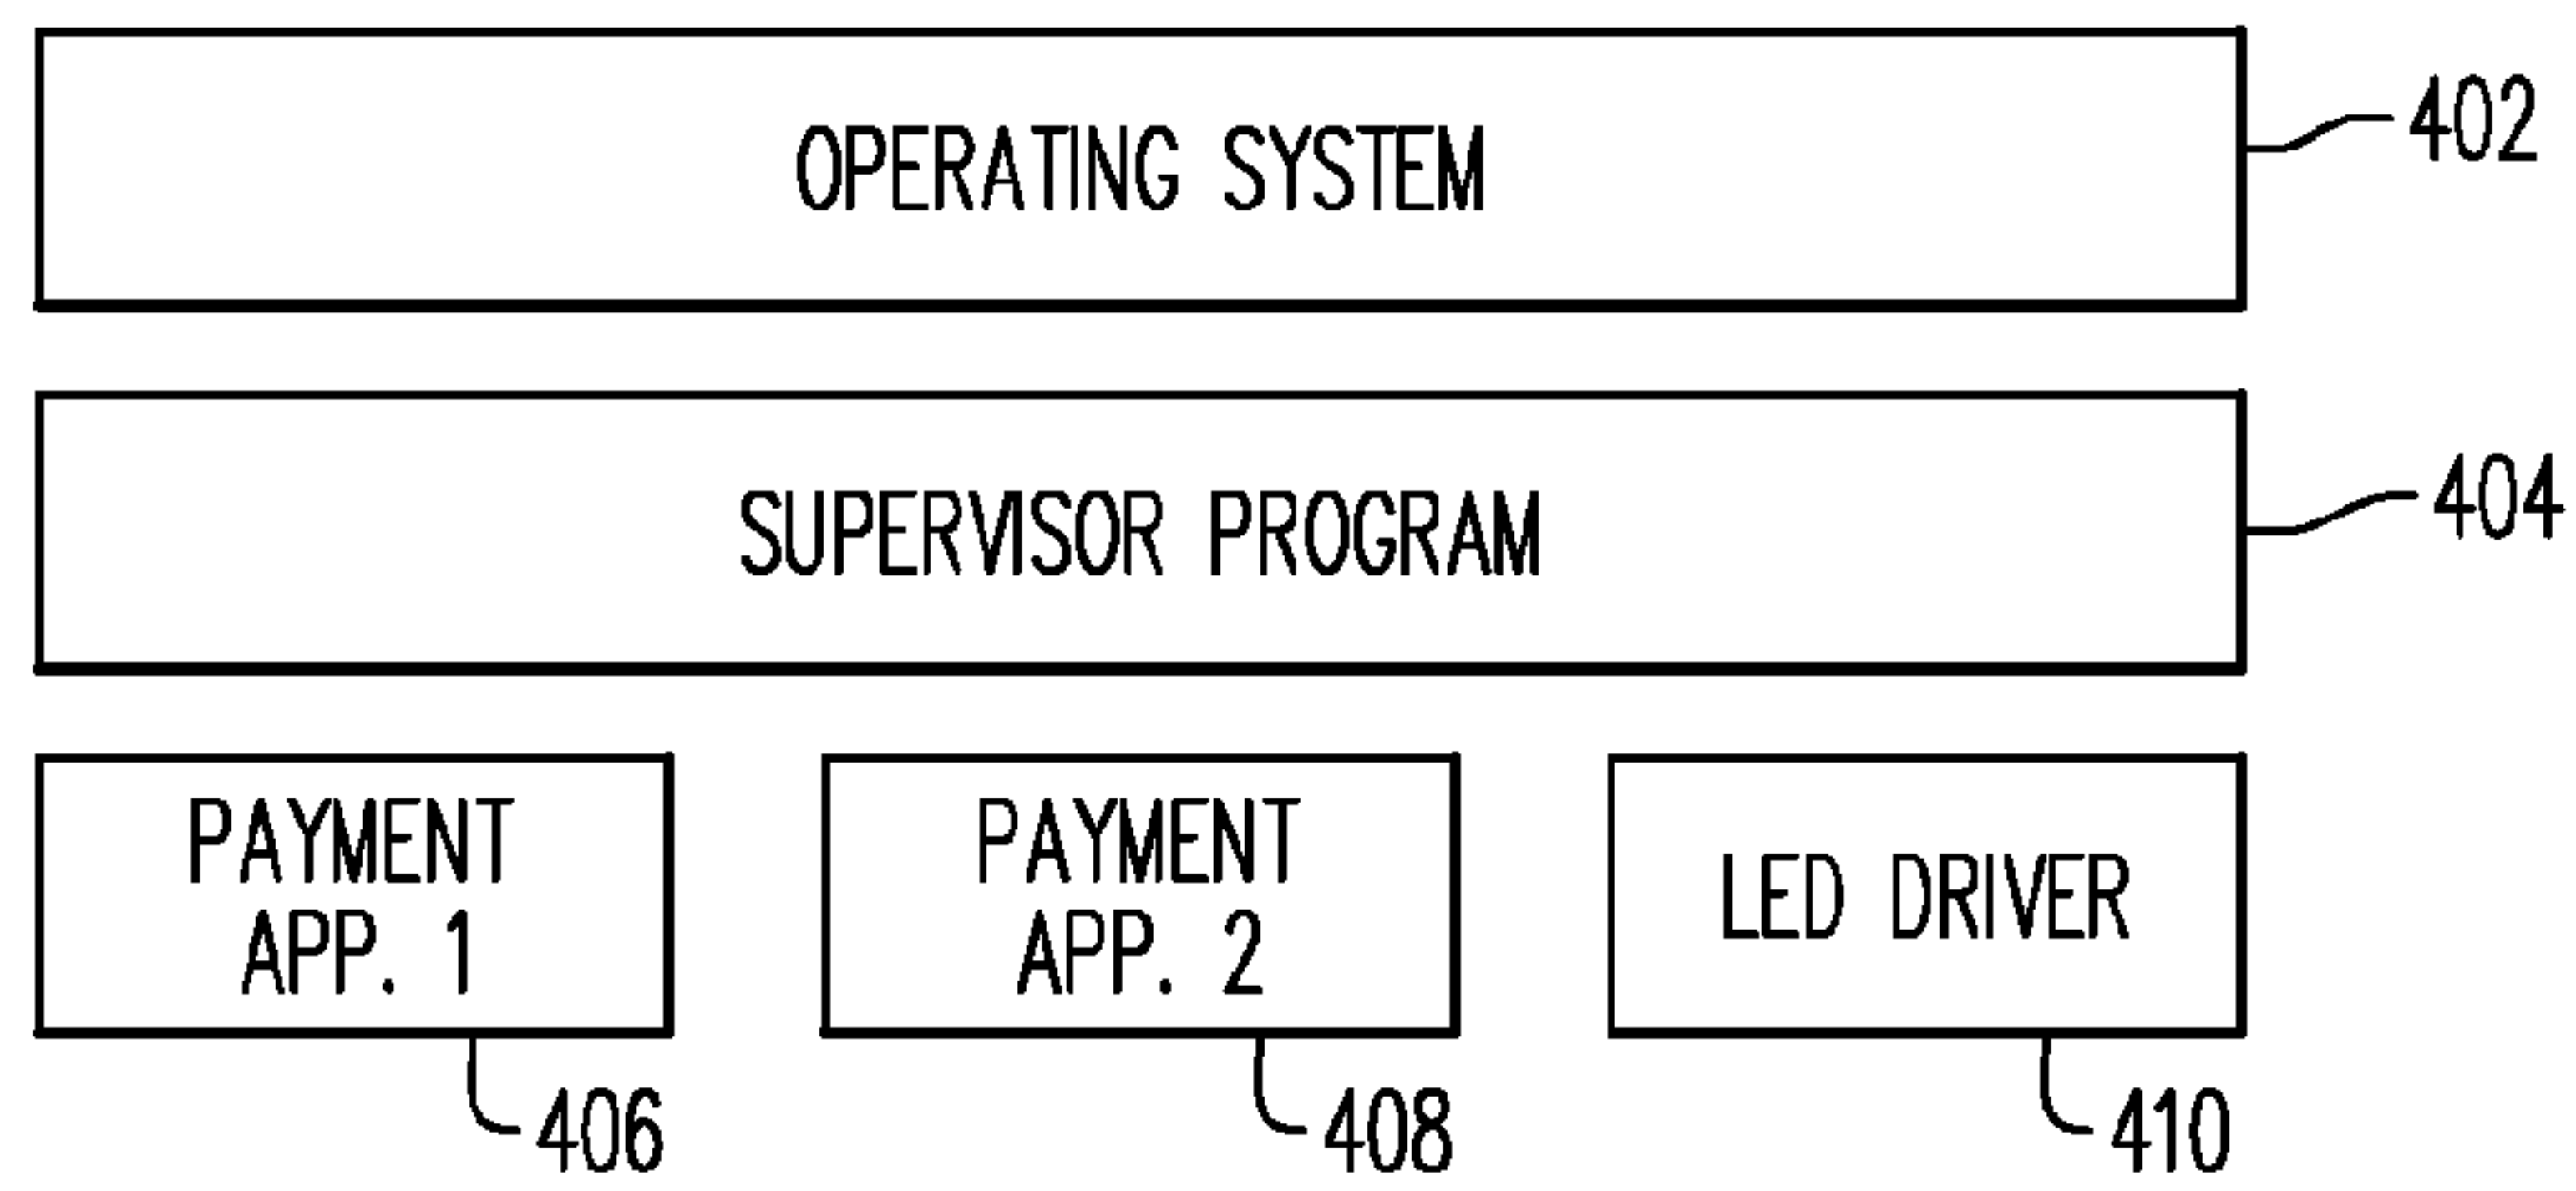 OPERATING SYSTEM
402
SUPERVISOR PROGRAM
404
PAYMENT
APP. 1
406
PAYMENT
APP. 2
408
LED DRIVER
410